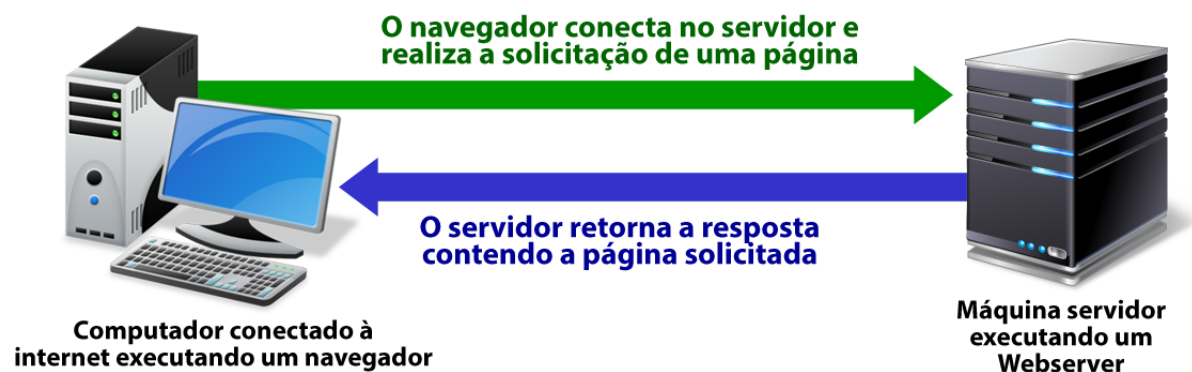 O navegador conecta no servidor e
realiza a solicitação de uma página
O servidor retorna a resposta
contendo a página solicitada
Computador conectado à
internet executando um navegador
Máquina servidor
executando um
Webserver